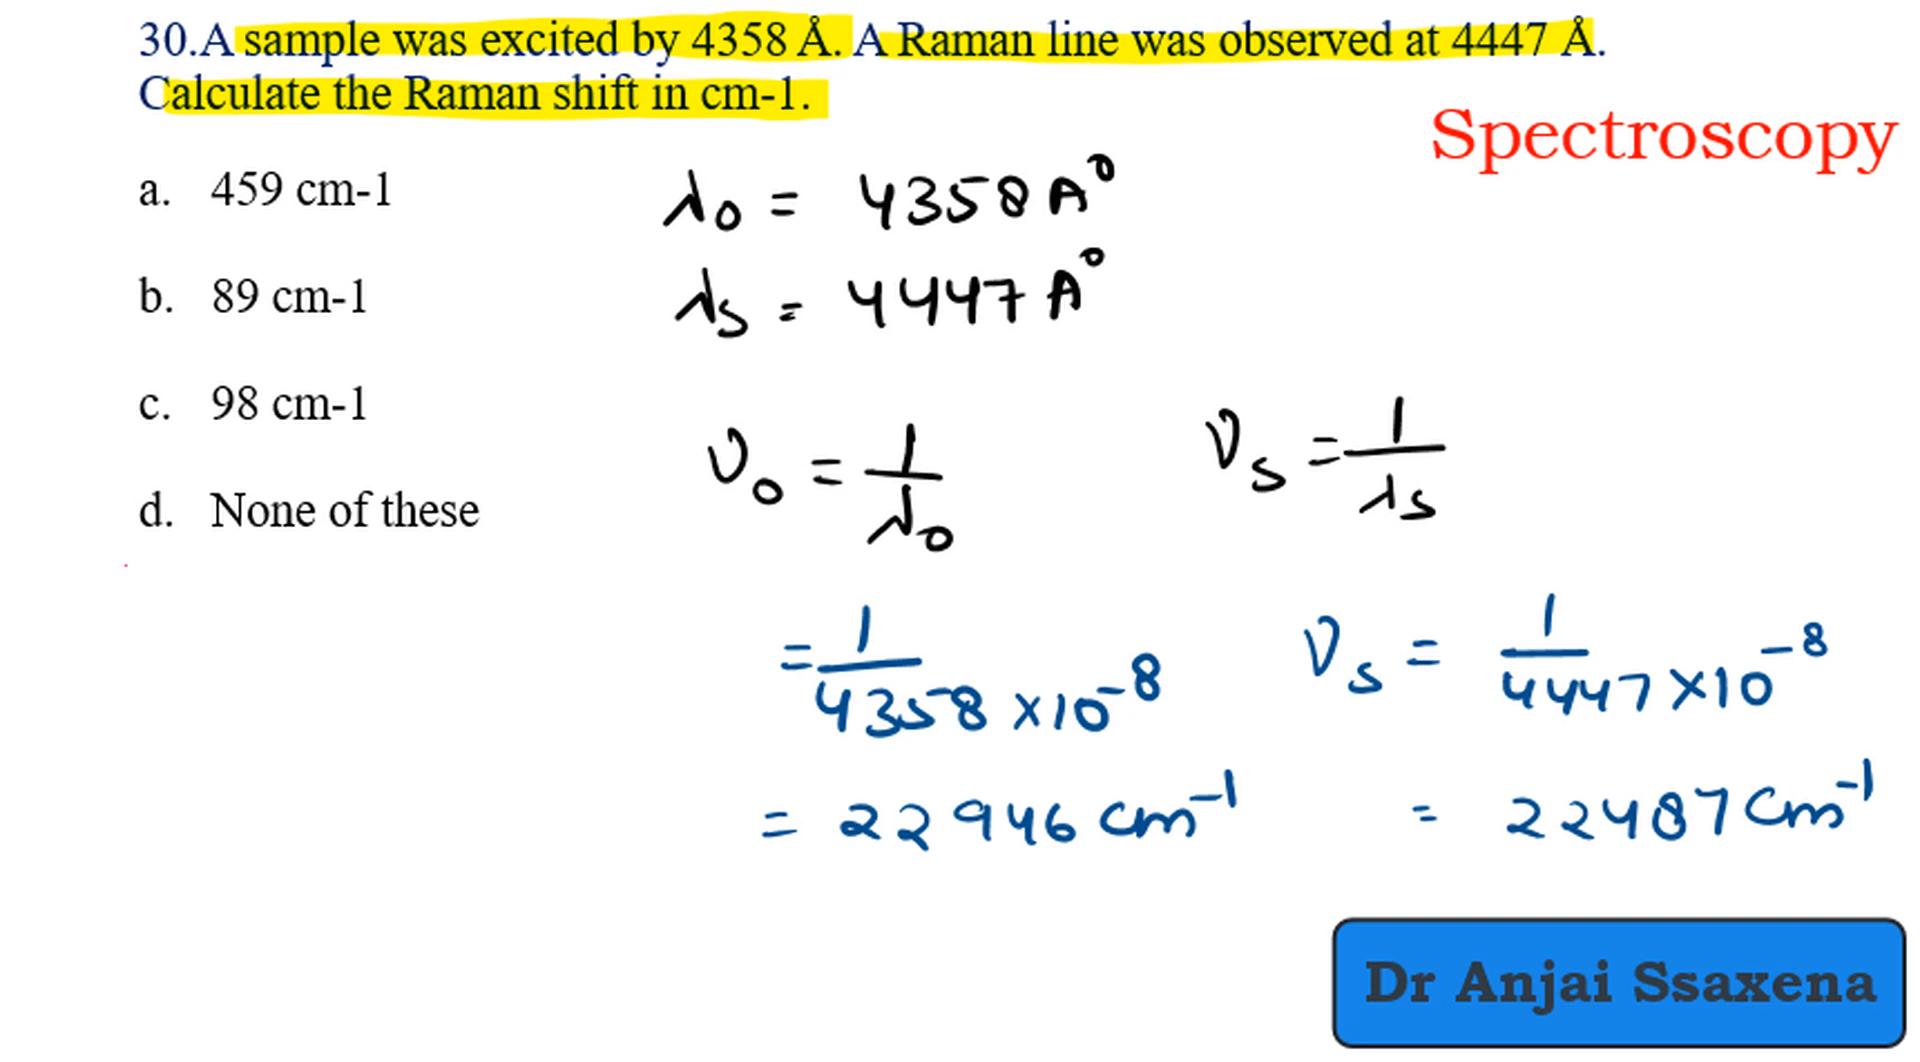 30.A sample was excited by 4358 Å. A Raman line was observed at 4447 Å.
Calculate the Raman shift in cm-1.
Spectroscopy
a. 459 cm-1
b. 89 cm-1
c. 98 cm-1
d. None of these
λo = 4358 A°
λs = 4447 A°
ν₀ = 1/λo
νs = 1/λs
= 1/4358 ×10⁻⁸
νs = 1/4447 ×10⁻⁸
= 22946 cm⁻¹
= 22487 cm⁻¹
Dr Anjai Ssaxena